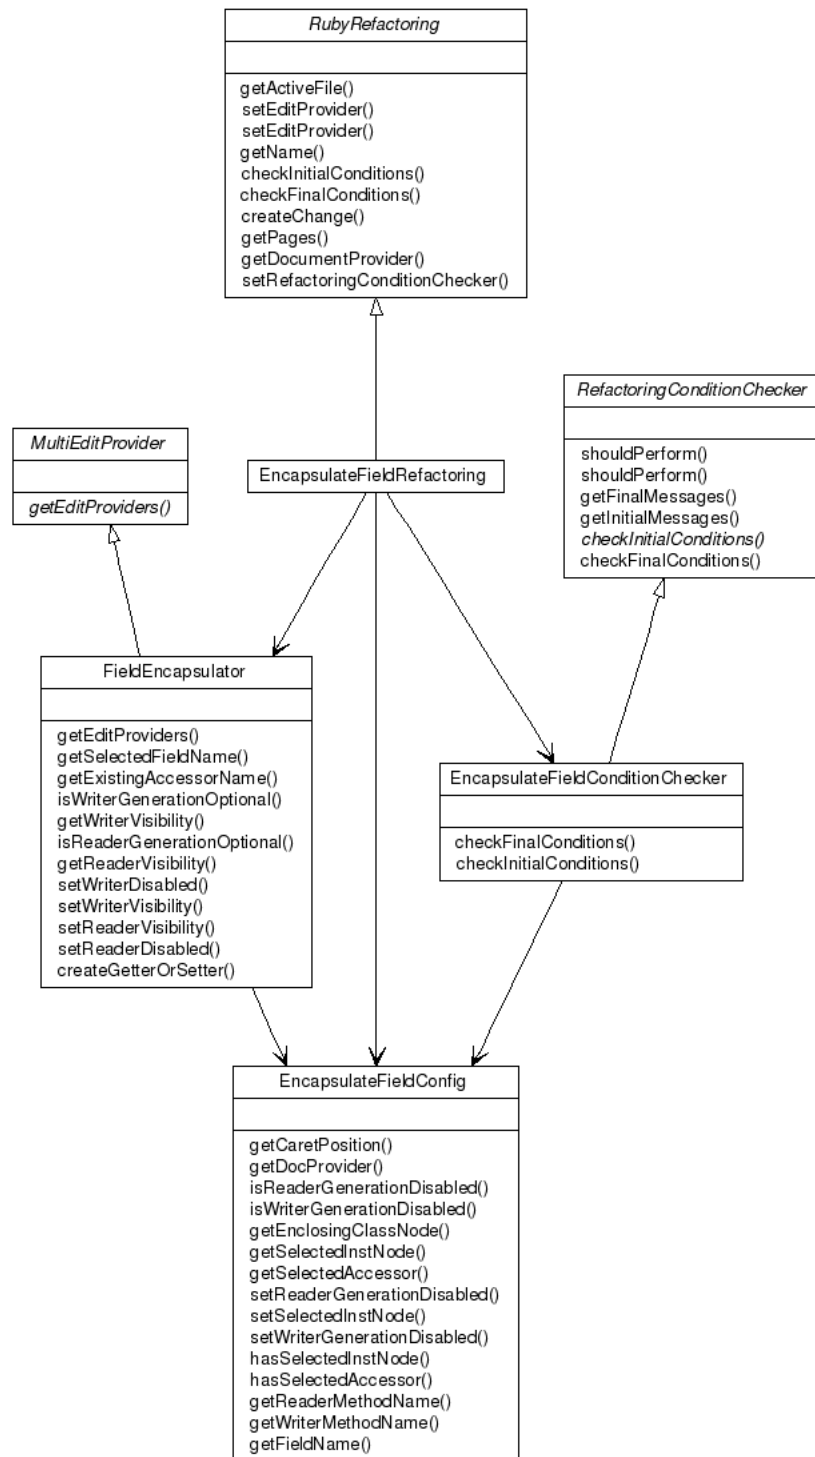 RubyRefactoring
getActiveFile()
setEditProvider()
setEditProvider()
getName()
checkInitialConditions()
checkFinalConditions()
createChange()
getPages()
getDocumentProvider()
setRefactoringConditionChecker()
RefactoringConditionChecker
shouldPerform()
shouldPerform()
getFinalMessages()
getInitialMessages()
checkInitialConditions()
checkFinalConditions()
MultiEditProvider
getEditProviders()
EncapsulateFieldRefactoring
FieldEncapsulator
getEditProviders()
getSelectedFieldName()
getExistingAccessorName()
isWriterGenerationOptional()
getWriterVisibility()
isReaderGenerationOptional()
getReaderVisibility()
setWriterDisabled()
setWriterVisibility()
setReaderVisibility()
setReaderDisabled()
createGetterOrSetter()
EncapsulateFieldConditionChecker
checkFinalConditions()
checkInitialConditions()
EncapsulateFieldConfig
getCaretPosition()
getDocProvider()
isReaderGenerationDisabled()
isWriterGenerationDisabled()
getEnclosingClassNode()
getSelectedInstNode()
getSelectedAccessor()
setReaderGenerationDisabled()
setSelectedInstNode()
setWriterGenerationDisabled()
hasSelectedInstNode()
hasSelectedAccessor()
getReaderMethodName()
getWriterMethodName()
getFieldName()